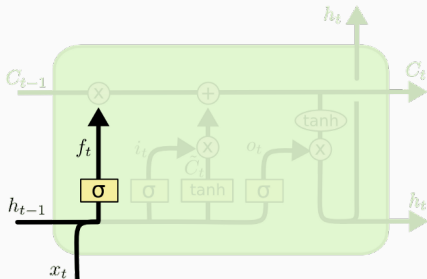 h_t
C_{t-1}
C_t
x
+
tanh
f_t
i_t
x
C̃_t
o_t
x
σ
σ
tanh
σ
h_{t-1}
h_t
x_t